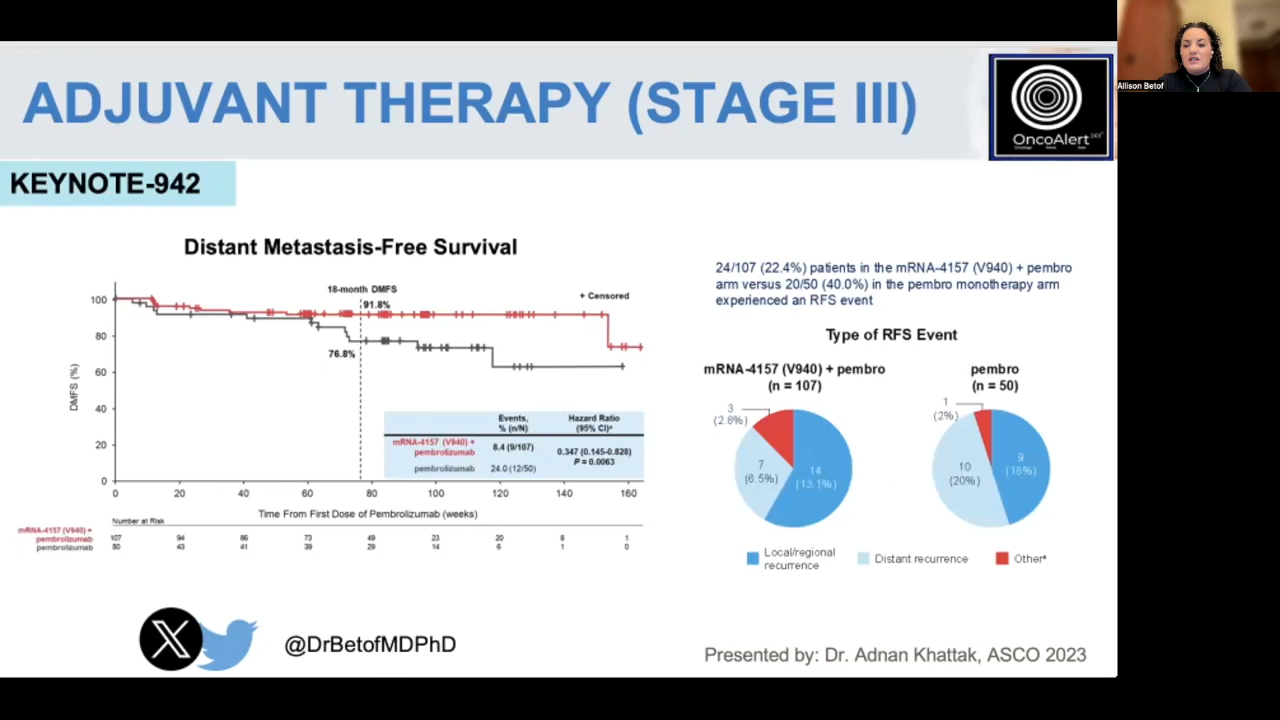 ADJUVANT THERAPY (STAGE III)
OncoAlert
Allison Betof
KEYNOTE-942
Distant Metastasis-Free Survival
18-month DMFS
91.8%
+ Censored
76.8%
DMFS (%)
100
80
60
40
20
0
0 20 40 60 80 100 120 140 160
Time From First Dose of Pembrolizumab (weeks)
Events, % (n/N)
Hazard Ratio (95% CI)ᵃ
mRNA-4157 (V940) +
pembrolizumab
8.4 (9/107)
0.347 (0.145-0.828)
P = 0.0063
pembrolizumab
24.0 (12/50)
Number at Risk
mRNA-4157 (V940) +
pembrolizumab 107 94 86 73 49 23 20 8 1
pembrolizumab 50 43 41 39 29 14 6 1 0
24/107 (22.4%) patients in the mRNA-4157 (V940) + pembro
arm versus 20/50 (40.0%) in the pembro monotherapy arm
experienced an RFS event
Type of RFS Event
mRNA-4157 (V940) + pembro
(n = 107)
3
(2.8%)
7
(6.5%)
14
(13.1%)
pembro
(n = 50)
1
(2%)
10
(20%)
9
(18%)
Local/regional
recurrence
Distant recurrence
Otherᵃ
@DrBetofMDPhD
Presented by: Dr. Adnan Khattak, ASCO 2023